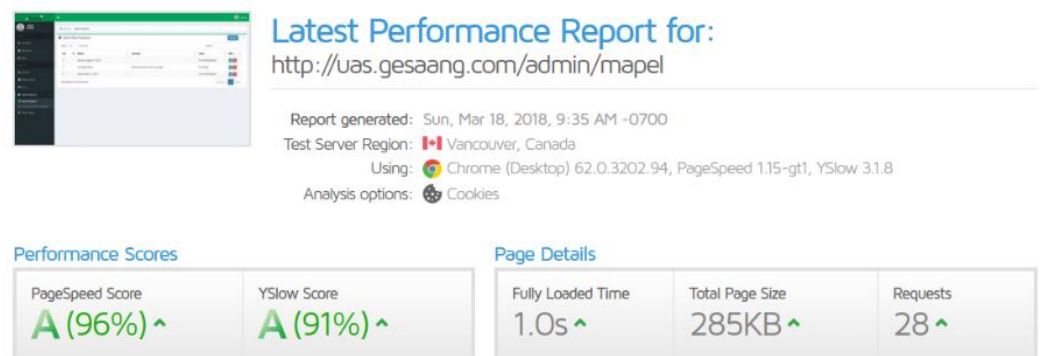 Latest Performance Report for:
http://uas.gesaang.com/admin/mapel
Report generated: Sun, Mar 18, 2018, 9:35 AM -0700
Test Server Region: Vancouver, Canada
Using: Chrome (Desktop) 62.0.3202.94, PageSpeed 1.15-gt1, YSlow 3.1.8
Analysis options: Cookies
Performance Scores
PageSpeed Score
A (96%)
YSlow Score
A (91%)
Page Details
Fully Loaded Time
1.0s
Total Page Size
285KB
Requests
28